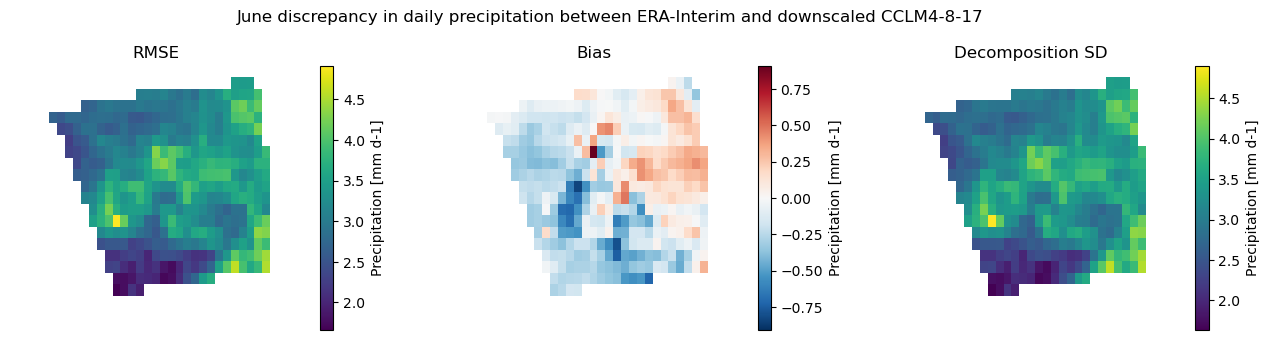 June discrepancy in daily precipitation between ERA-Interim and downscaled CCLM4-8-17
RMSE
4.5
4.0
3.5
3.0
2.5
2.0
Precipitation [mm d-1]
Bias
0.75
0.50
0.25
0.00
−0.25
−0.50
−0.75
Precipitation [mm d-1]
Decomposition SD
4.5
4.0
3.5
3.0
2.5
2.0
Precipitation [mm d-1]